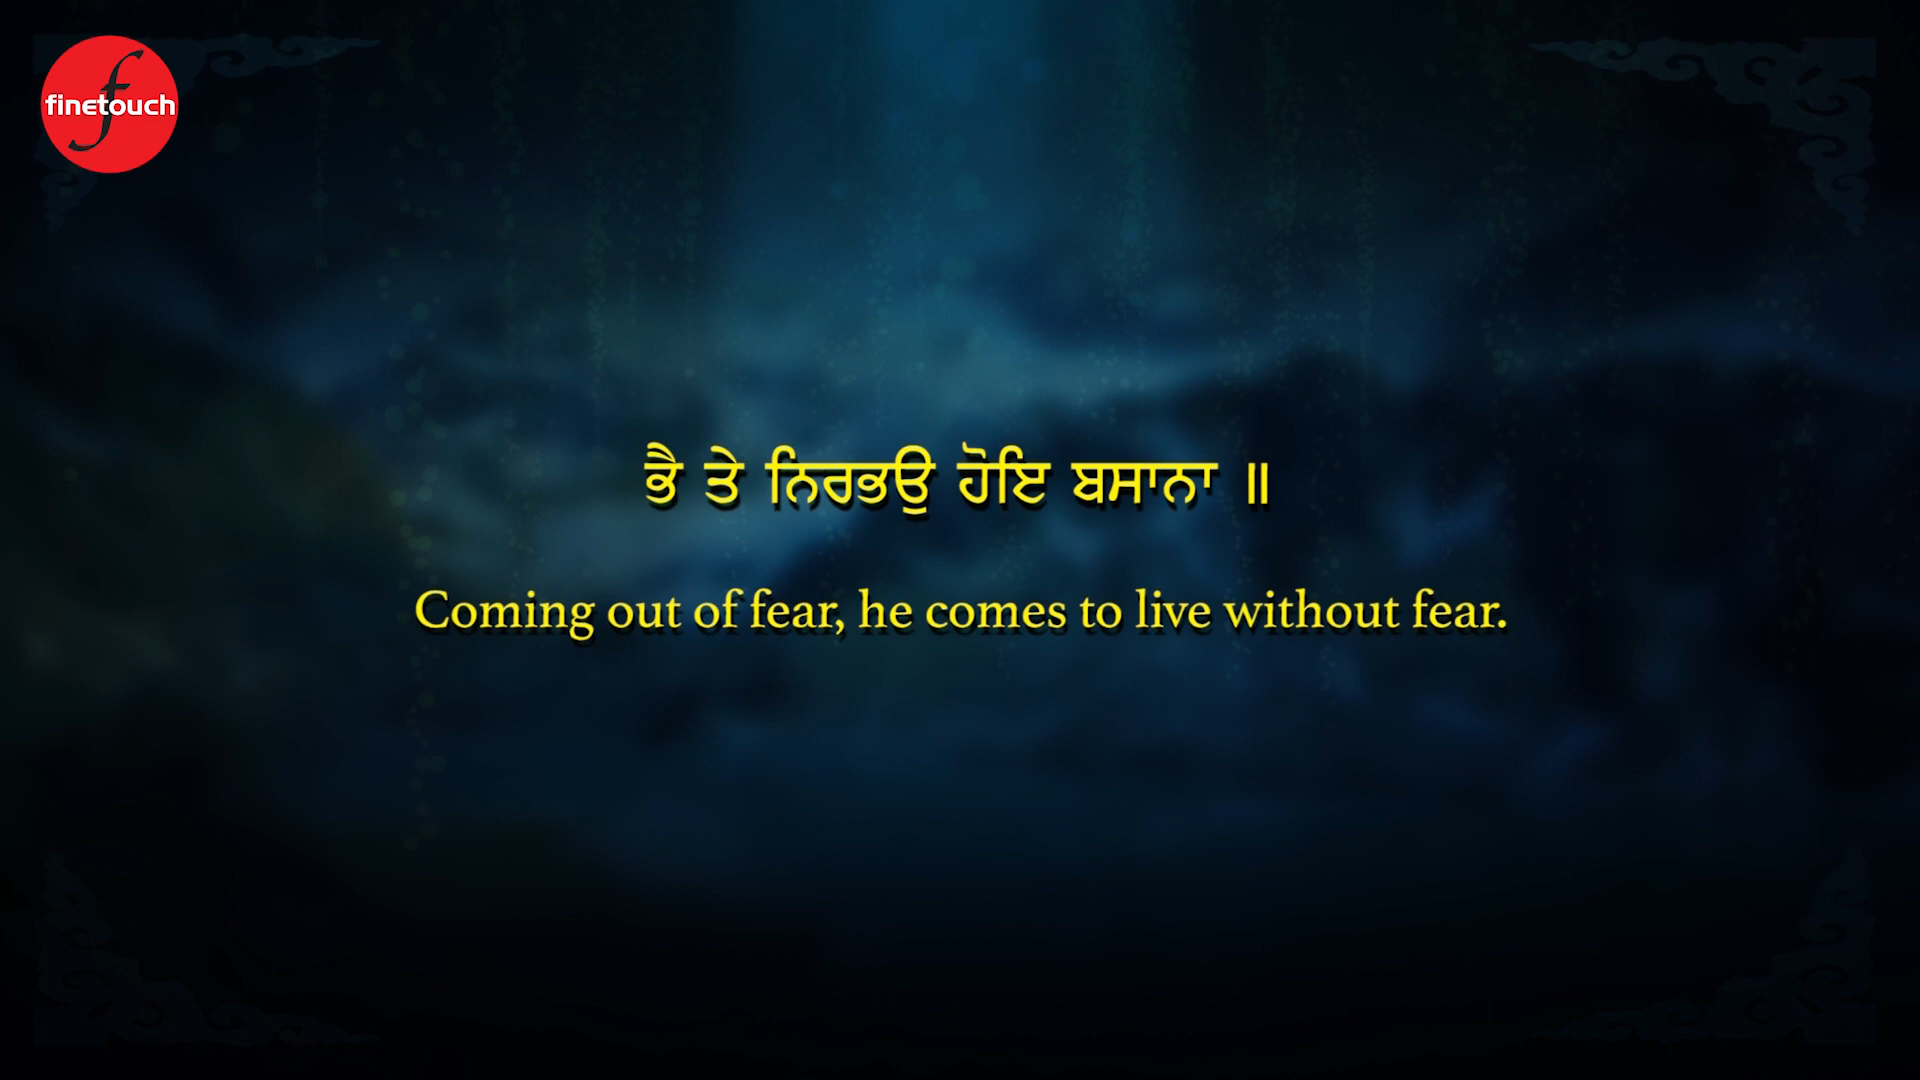 finetouch
ਭੈ ਤੇ ਨਿਰਭਉ ਹੋਇ ਬਸਾਨਾ ॥
Coming out of fear, he comes to live without fear.